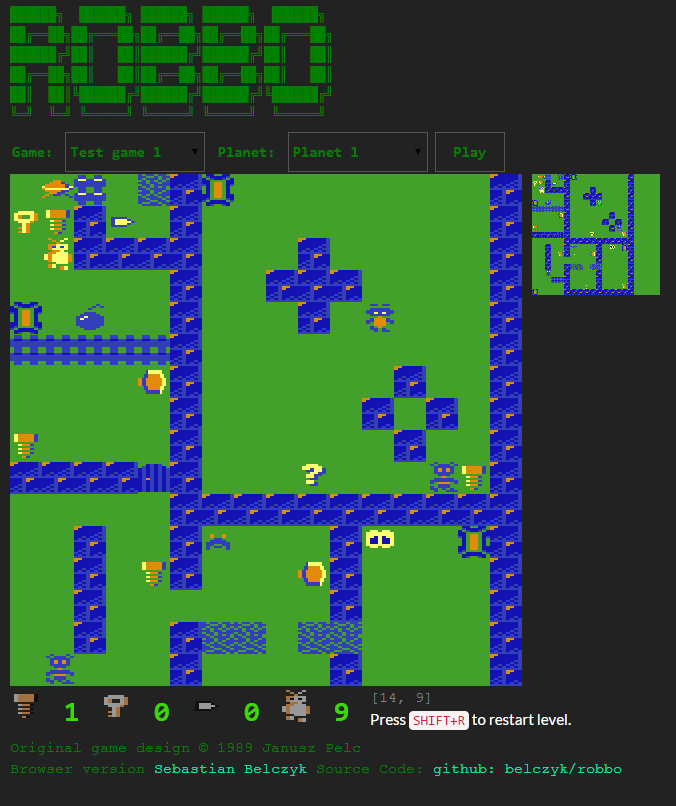 ROBBO
Game: Test game 1 Planet: Planet 1 Play
?
1 0 0 9 [14, 9]
Press SHIFT+R to restart level.
Original game design © 1989 Janusz Pelc
Browser version Sebastian Belczyk Source Code: github: belczyk/robbo